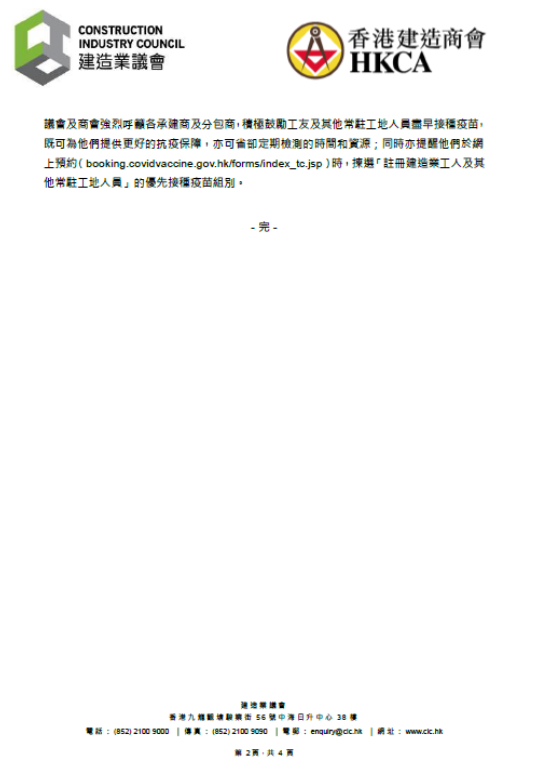 CONSTRUCTION
INDUSTRY COUNCIL
建造業議會
香港建造商會
HKCA
議會及商會強烈呼籲各承建商及分包商，積極鼓勵工友及其他常駐工地人員盡早接種疫苗，
既可為他們提供更好的抗疫保障，亦可省卻定期檢測的時間和資源；同時亦提醒他們於網
上預約（booking.covidvaccine.gov.hk/forms/index_tc.jsp）時，揀選「註冊建造業工人及其
他常駐工地人員」的優先接種疫苗組別。
- 完 -
建造業議會
香港九龍觀塘駿業街 56 號中海日升中心 38 樓
電話：(852) 2100 9000 ｜傳真：(852) 2100 9090 ｜電郵：enquiry@cic.hk ｜網址：www.cic.hk
第 2 頁，共 4 頁